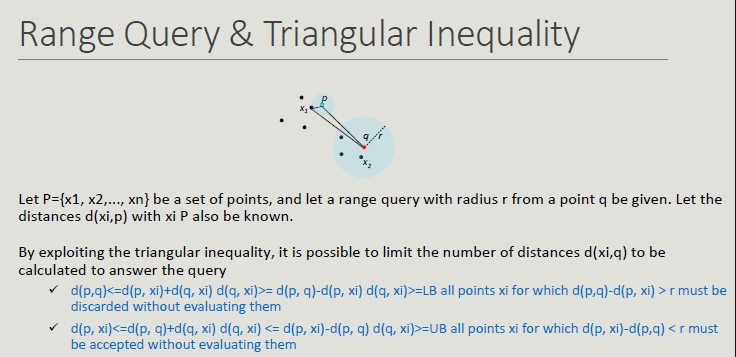 Range Query & Triangular Inequality
p
x1
q r
x2
Let P={x1, x2,..., xn} be a set of points, and let a range query with radius r from a point q be given. Let the
distances d(xi,p) with xi P also be known.
By exploiting the triangular inequality, it is possible to limit the number of distances d(xi,q) to be
calculated to answer the query
✓ d(p,q)<=d(p, xi)+d(q, xi) d(q, xi)>= d(p, q)-d(p, xi) d(q, xi)>=LB all points xi for which d(p,q)-d(p, xi) > r must be
discarded without evaluating them
✓ d(p, xi)<=d(p, q)+d(q, xi) d(q, xi) <= d(p, xi)-d(p, q) d(q, xi)>=UB all points xi for which d(p, xi)-d(p,q) < r must
be accepted without evaluating them